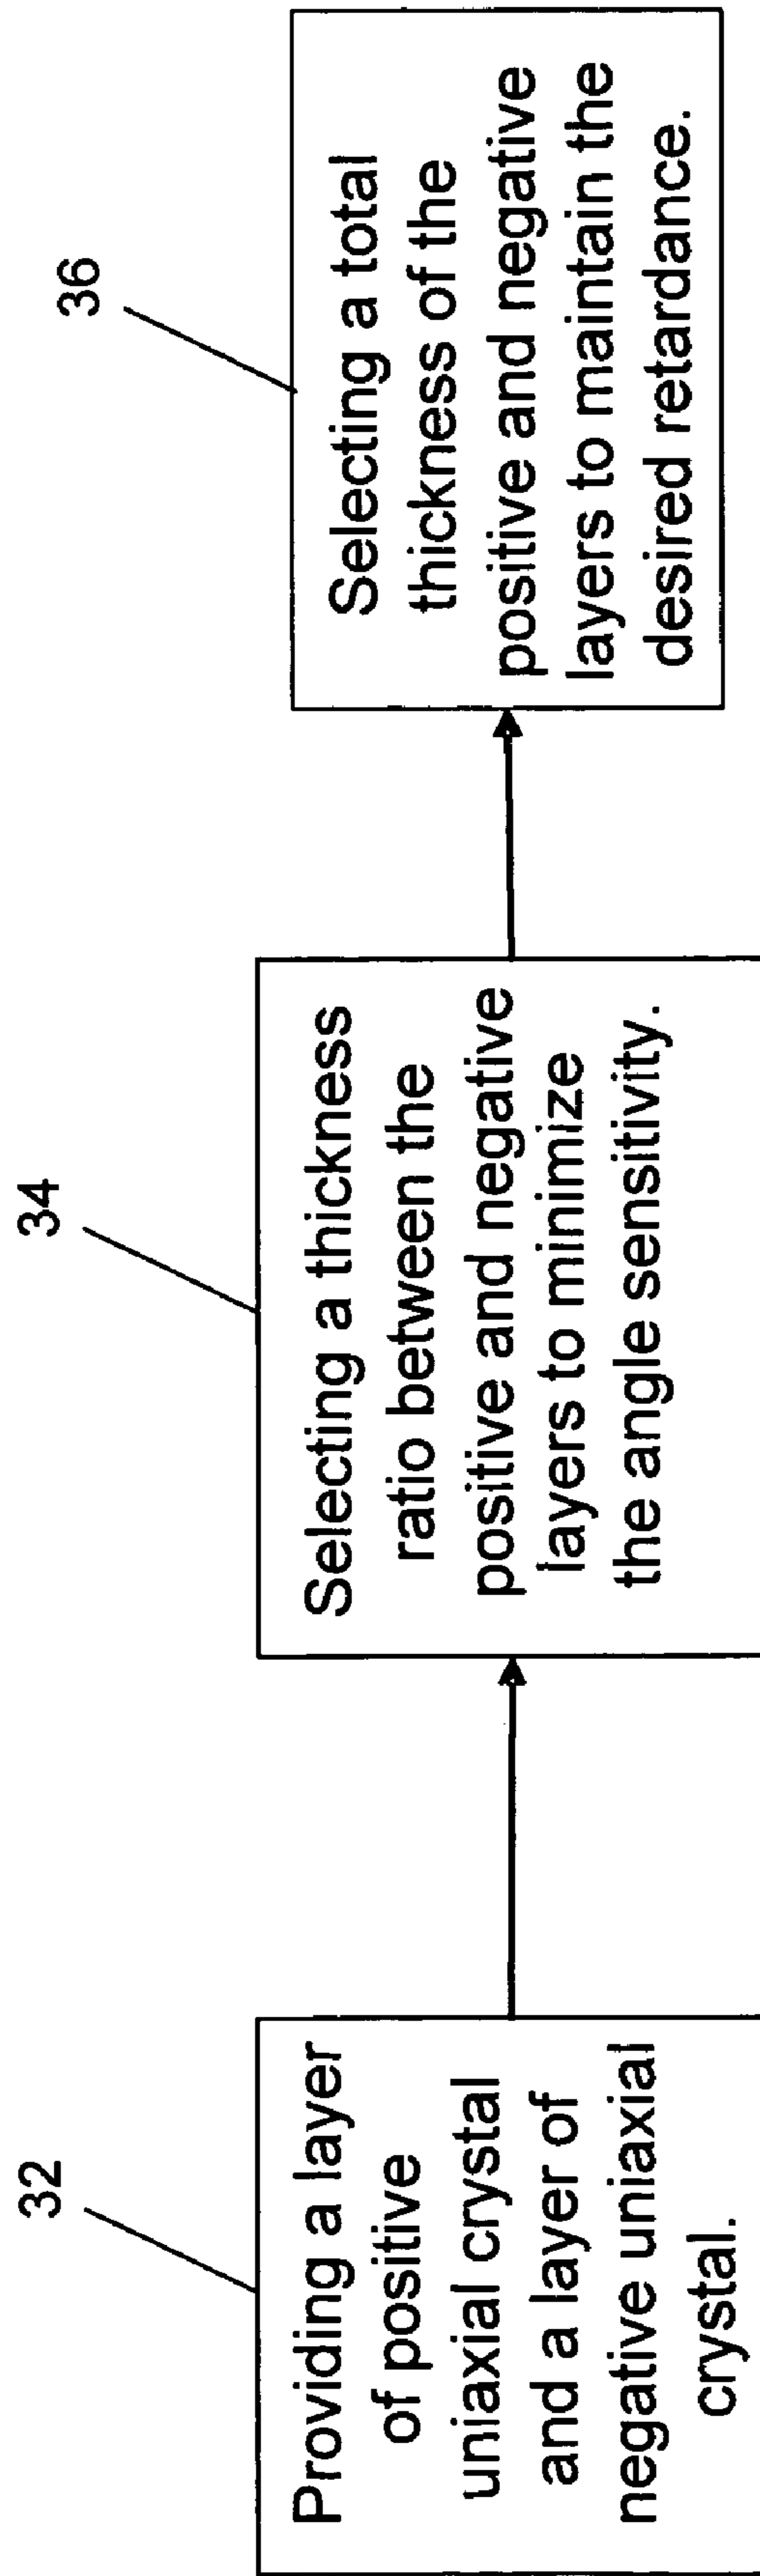 32
Providing a layer
of positive
uniaxial crystal
and a layer of
negative uniaxial
crystal.
34
Selecting a thickness
ratio between the
positive and negative
layers to minimize
the angle sensitivity.
36
Selecting a total
thickness of the
positive and negative
layers to maintain the
desired retardance.